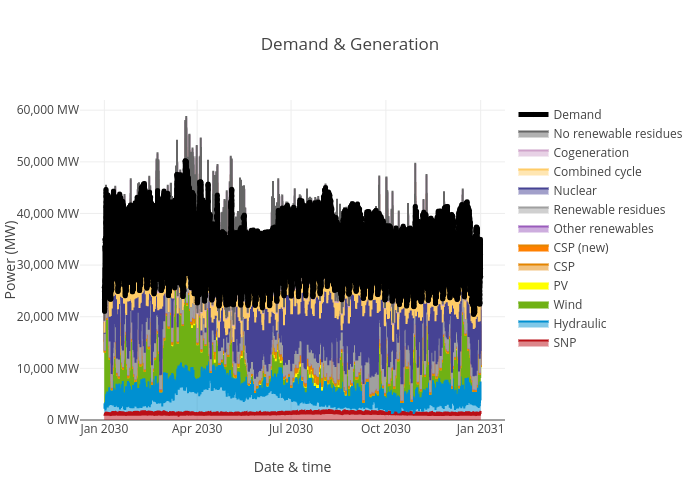 Demand & Generation
60,000 MW
50,000 MW
40,000 MW
30,000 MW
20,000 MW
10,000 MW
0 MW
Power (MW)
Jan 2030
Apr 2030
Jul 2030
Oct 2030
Jan 2031
Date & time
Demand
No renewable residues
Cogeneration
Combined cycle
Nuclear
Renewable residues
Other renewables
CSP (new)
CSP
PV
Wind
Hydraulic
SNP